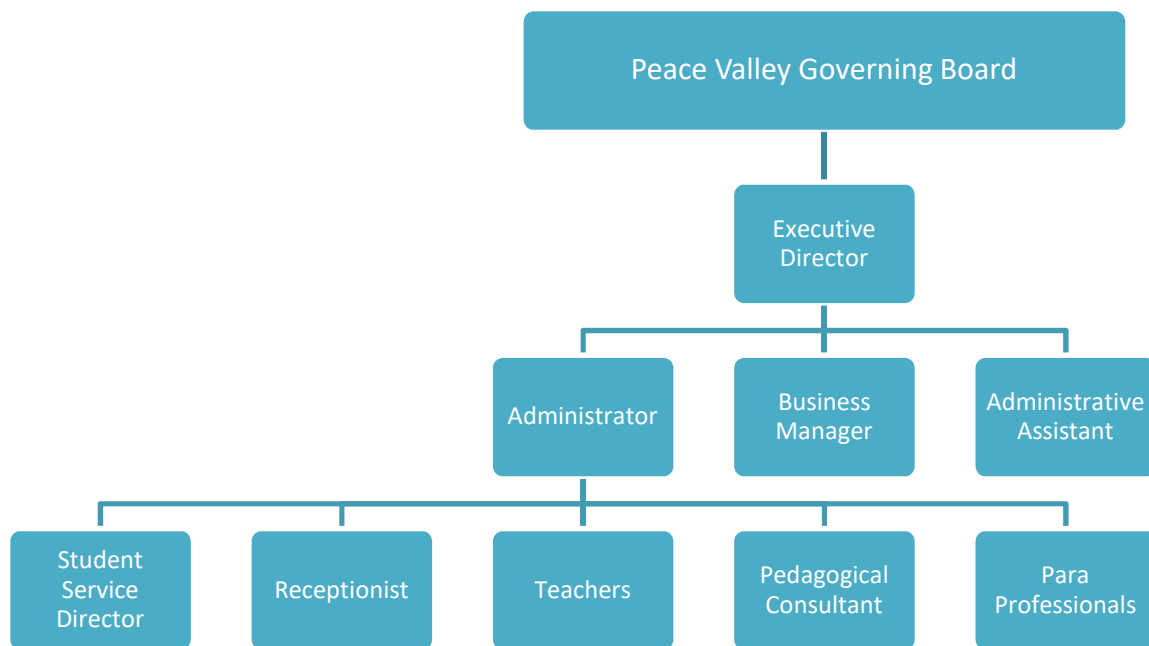 Peace Valley Governing Board
Executive
Director
Administrator
Business
Manager
Administrative
Assistant
Student
Service
Director
Receptionist
Teachers
Pedagogical
Consultant
Para
Professionals